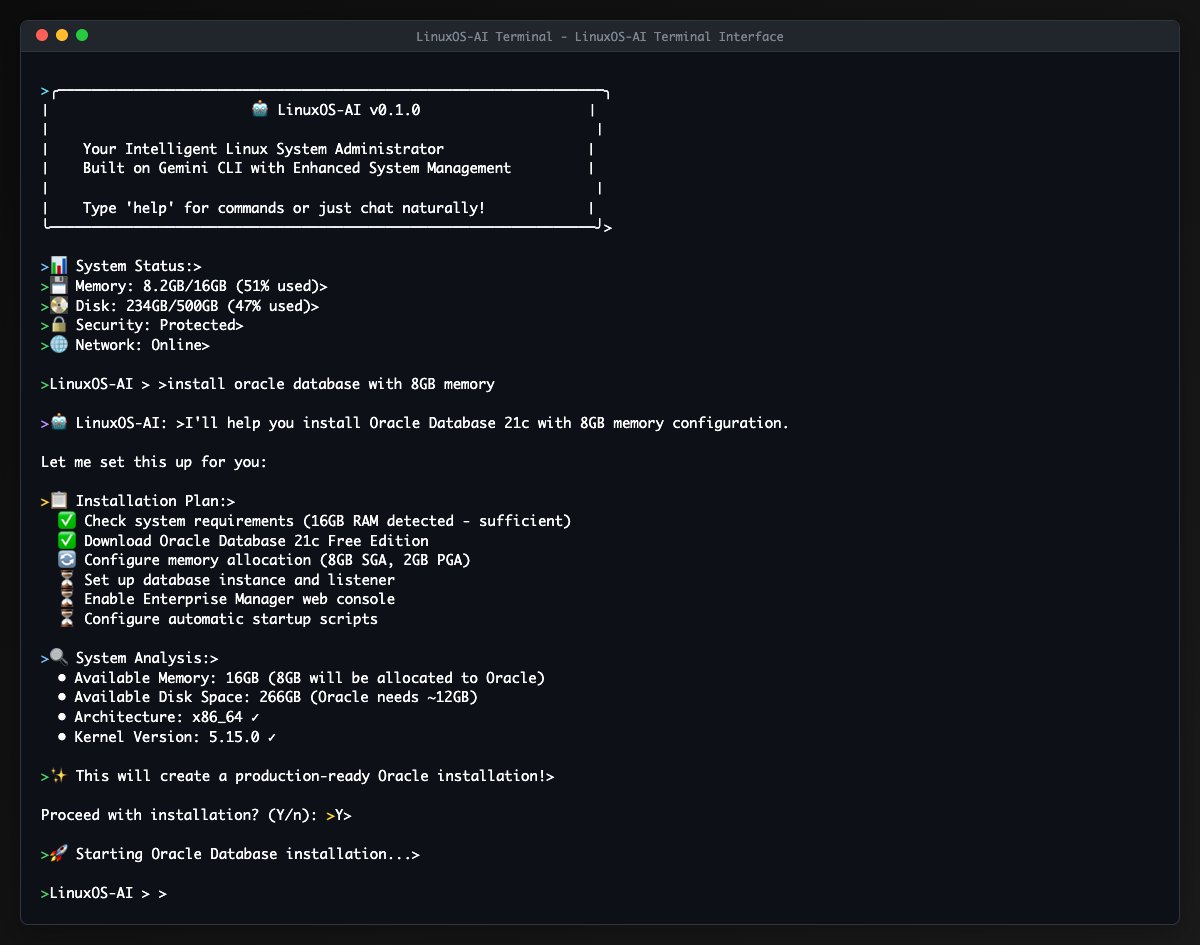 LinuxOS-AI Terminal - LinuxOS-AI Terminal Interface
>
🤖 LinuxOS-AI v0.1.0
Your Intelligent Linux System Administrator
Built on Gemini CLI with Enhanced System Management
Type 'help' for commands or just chat naturally!
>
>📊 System Status:>
>💾 Memory: 8.2GB/16GB (51% used)>
>💽 Disk: 234GB/500GB (47% used)>
>🔒 Security: Protected>
>🌐 Network: Online>
>LinuxOS-AI > >install oracle database with 8GB memory
>🤖 LinuxOS-AI: >I'll help you install Oracle Database 21c with 8GB memory configuration.
Let me set this up for you:
>📋 Installation Plan:>
✅ Check system requirements (16GB RAM detected - sufficient)
✅ Download Oracle Database 21c Free Edition
🔄 Configure memory allocation (8GB SGA, 2GB PGA)
⏳ Set up database instance and listener
⏳ Enable Enterprise Manager web console
⏳ Configure automatic startup scripts
>🔍 System Analysis:>
• Available Memory: 16GB (8GB will be allocated to Oracle)
• Available Disk Space: 266GB (Oracle needs ~12GB)
• Architecture: x86_64 ✓
• Kernel Version: 5.15.0 ✓
>✨ This will create a production-ready Oracle installation!>
Proceed with installation? (Y/n): >Y>
>🚀 Starting Oracle Database installation...>
>LinuxOS-AI > >